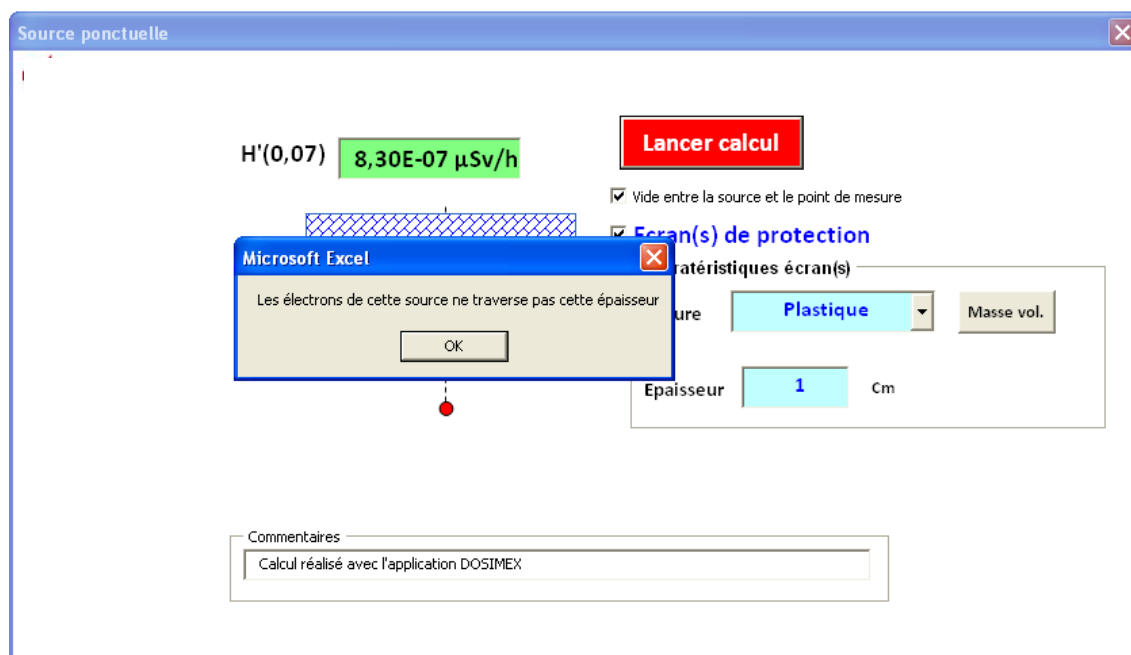 Source ponctuelle
H'(0,07)
8,30E-07 µSv/h
Lancer calcul
Vide entre la source et le point de mesure
Ecran(s) de protection
Microsoft Excel
ratéristiques écran(s)
Les électrons de cette source ne traverse pas cette épaisseur
OK
ure
Plastique
Masse vol.
Epaisseur
1
Cm
Commentaires
Calcul réalisé avec l'application DOSIMEX